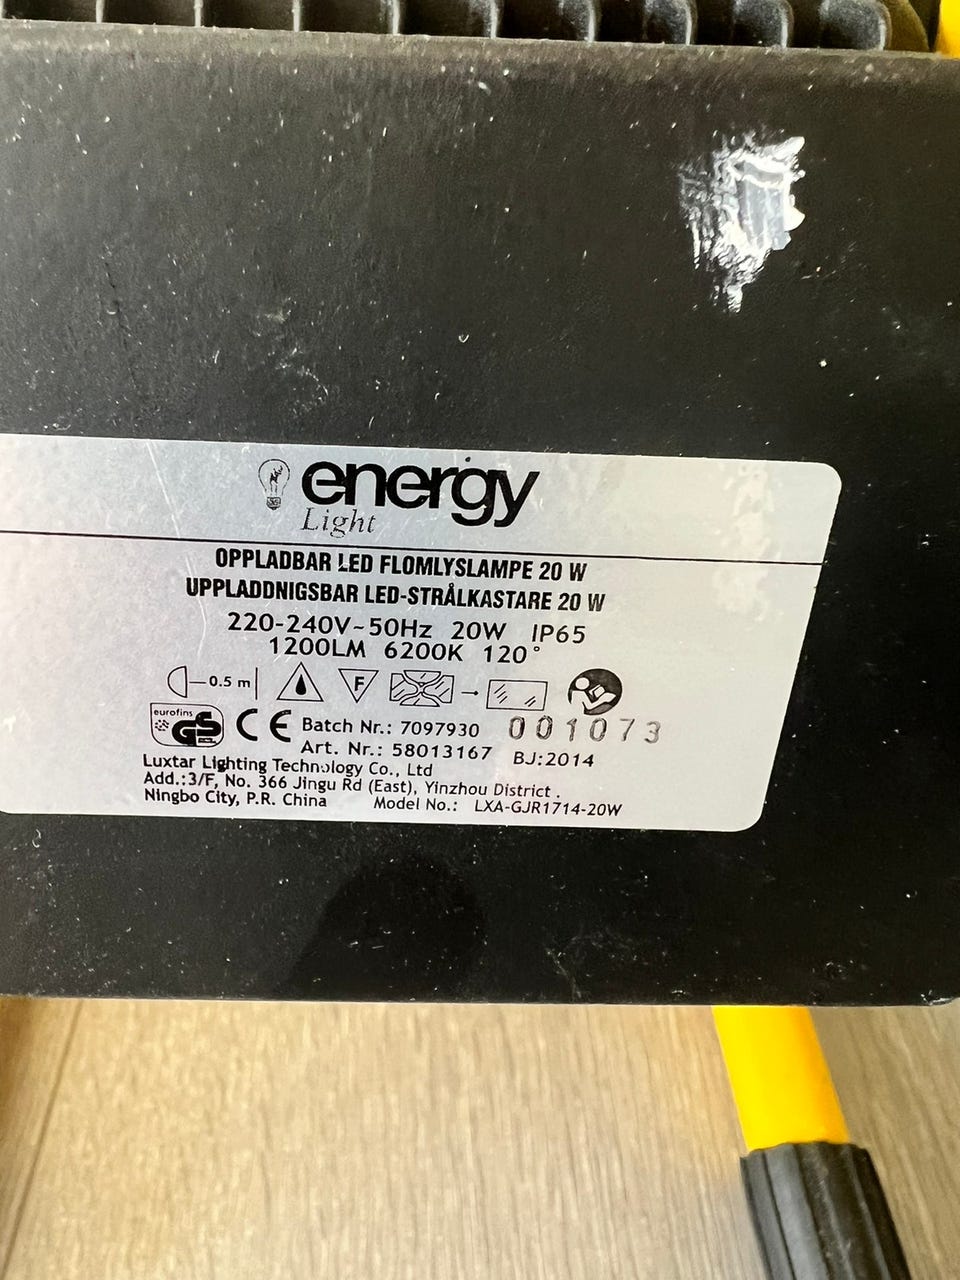 energy
Light
OPPLADBAR LED FLOMLYSLAMPE 20 W
UPPLADDNIGSBAR LED-STRÅLKASTARE 20 W
220-240V~50Hz 20W IP65
1200LM 6200K 120°
0.5 m
F
eurofins
GS
CE Batch Nr.: 7097930 001073
Art. Nr.: 58013167 BJ:2014
Luxtar Lighting Technology Co., Ltd
Add.:3/F, No. 366 Jingu Rd (East), Yinzhou District .
Ningbo City, P.R. China Model No.: LXA-GJR1714-20W